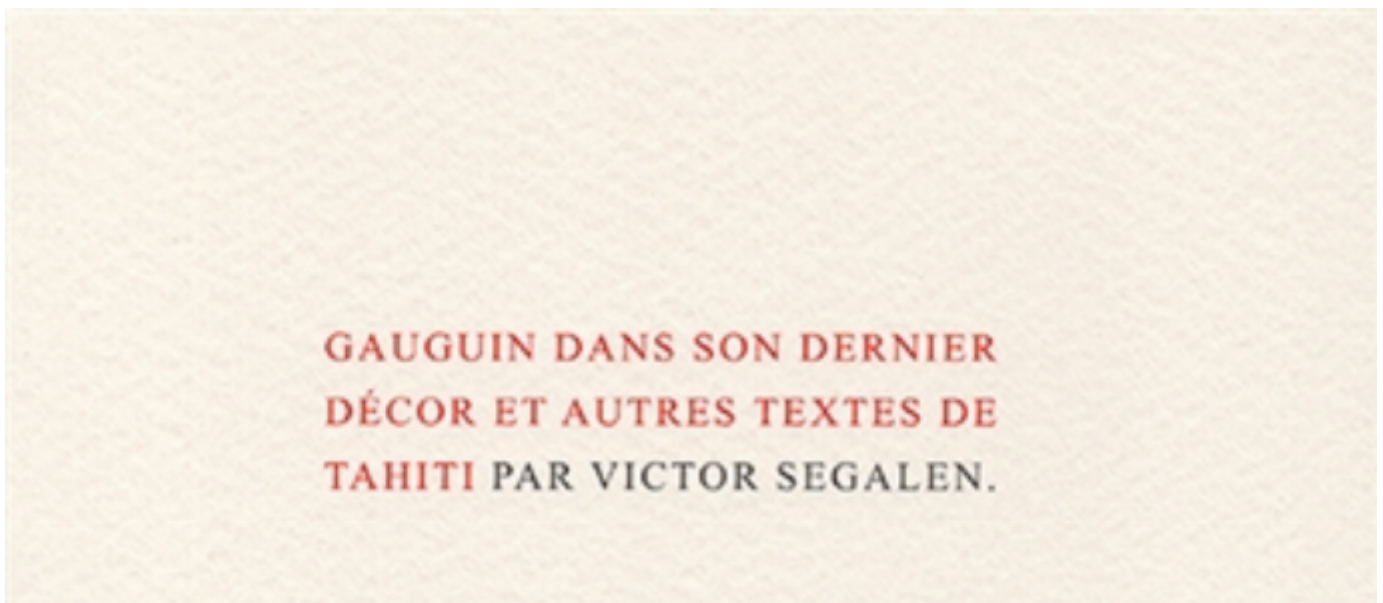 GAUGUIN DANS SON DERNIER
DÉCOR ET AUTRES TEXTES DE
TAHITI PAR VICTOR SEGALEN.